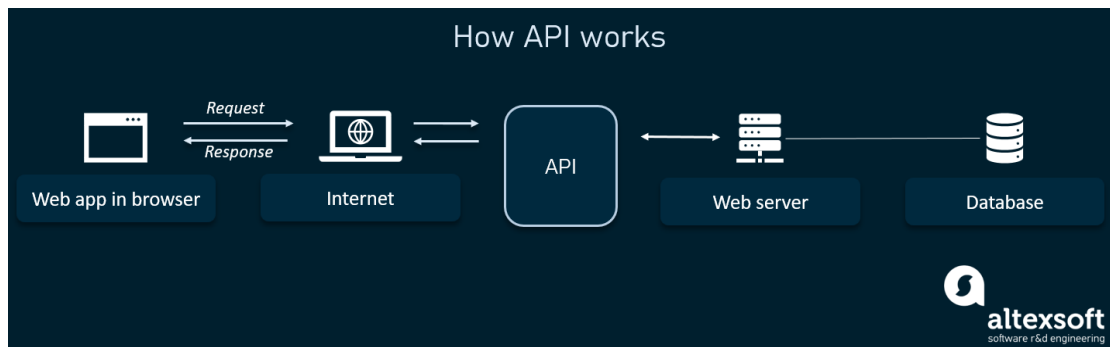 How API works
Request
Response
API
Web app in browser
Internet
Web server
Database
altexsoft
software r&d engineering